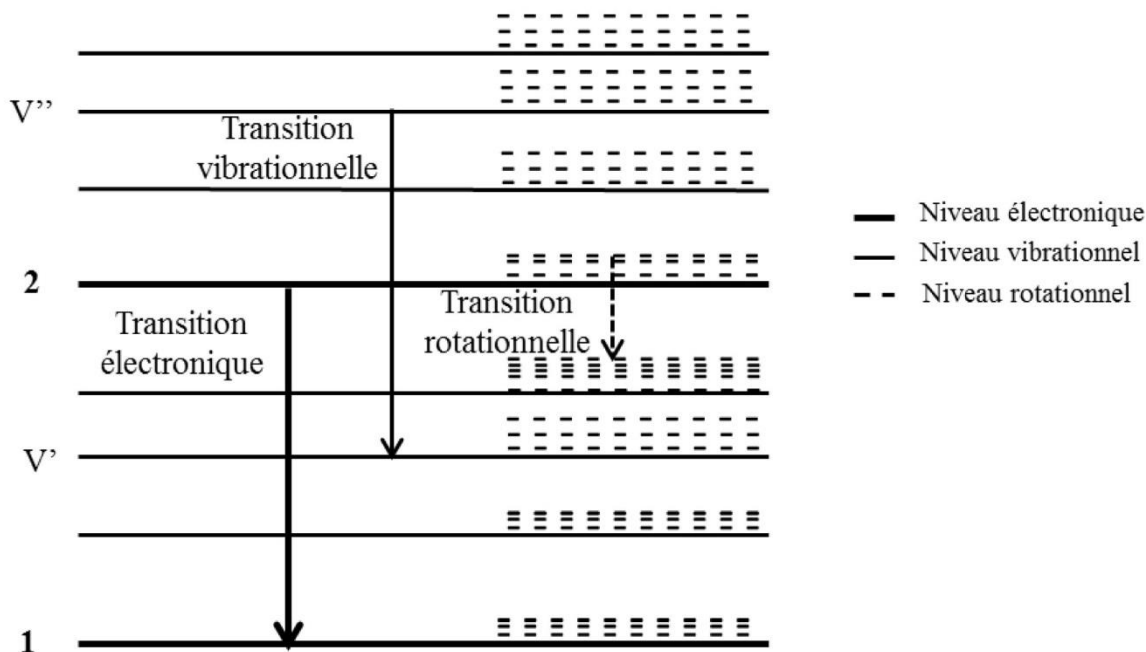 V’’
Transition
vibrationnelle
Niveau électronique
Niveau vibrationnel
2
Niveau rotationnel
Transition
électronique
Transition
rotationnelle
V’
1